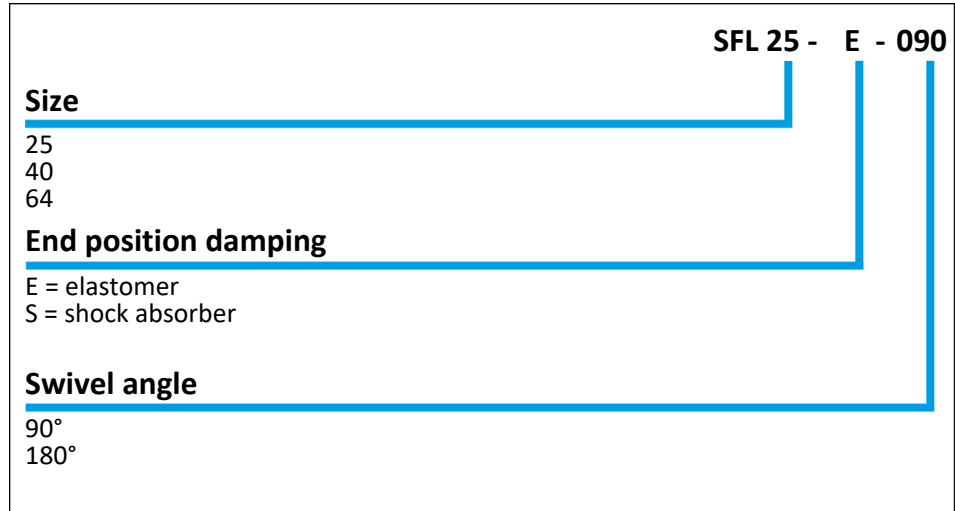 SFL 25 - E - 090
Size
25
40
64
End position damping
E = elastomer
S = shock absorber
Swivel angle
90°
180°